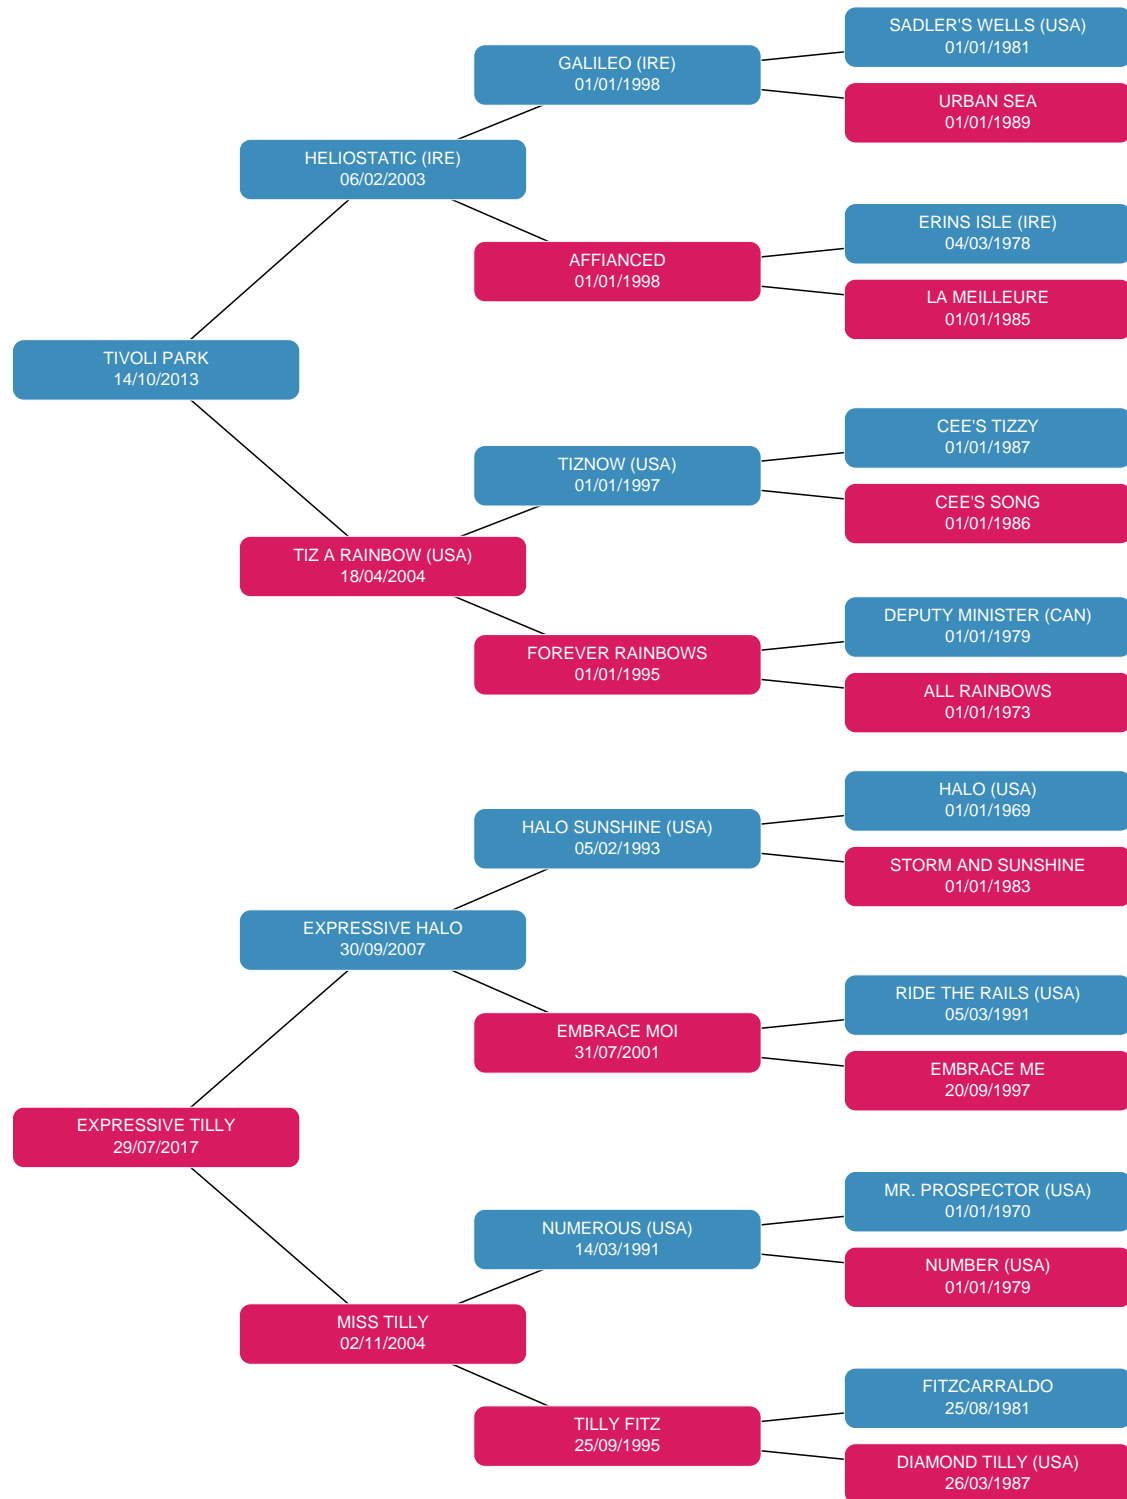 SADLER'S WELLS (USA)
01/01/1981
GALILEO (IRE)
01/01/1998
URBAN SEA
01/01/1989
HELIOSTATIC (IRE)
06/02/2003
ERINS ISLE (IRE)
04/03/1978
AFFIANCED
01/01/1998
LA MEILLEURE
01/01/1985
TIVOLI PARK
14/10/2013
CEE'S TIZZY
01/01/1987
TIZNOW (USA)
01/01/1997
CEE'S SONG
01/01/1986
TIZ A RAINBOW (USA)
18/04/2004
DEPUTY MINISTER (CAN)
01/01/1979
FOREVER RAINBOWS
01/01/1995
ALL RAINBOWS
01/01/1973
HALO (USA)
01/01/1969
HALO SUNSHINE (USA)
05/02/1993
STORM AND SUNSHINE
01/01/1983
EXPRESSIVE HALO
30/09/2007
RIDE THE RAILS (USA)
05/03/1991
EMBRACE MOI
31/07/2001
EMBRACE ME
20/09/1997
EXPRESSIVE TILLY
29/07/2017
MR. PROSPECTOR (USA)
01/01/1970
NUMEROUS (USA)
14/03/1991
NUMBER (USA)
01/01/1979
MISS TILLY
02/11/2004
FITZCARRALDO
25/08/1981
TILLY FITZ
25/09/1995
DIAMOND TILLY (USA)
26/03/1987